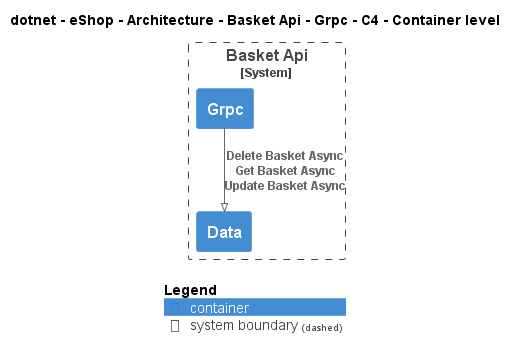 dotnet - eShop - Architecture - Basket Api - Grpc - C4 - Container level
Basket Api
[System]
Grpc
Delete Basket Async
Get Basket Async
Update Basket Async
Data
Legend
container
system boundary (dashed)